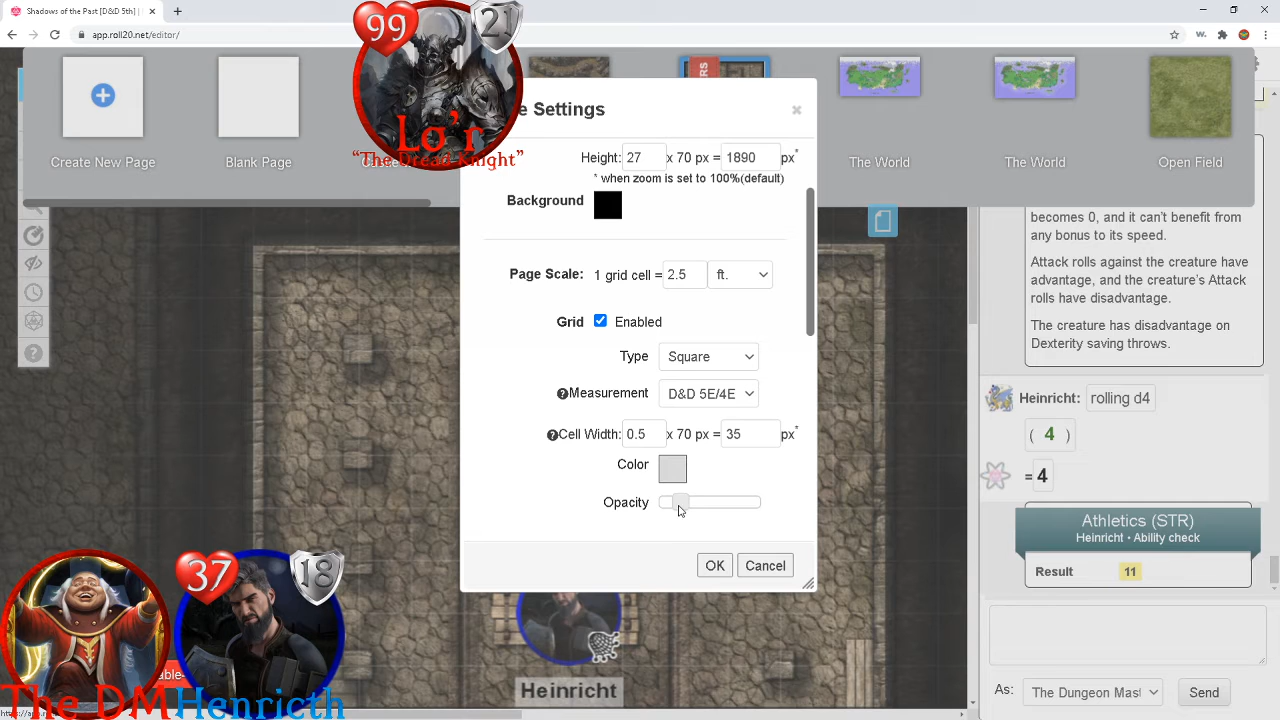 Shadows of the Past [D&D 5th] |
app.roll20.net/editor/
99
21
Lo'r
"The Dread Knight"
Create New Page
Blank Page
The World
The World
Open Field
e Settings
Height: 27 x 70 px = 1890 px*
* when zoom is set to 100%(default)
Background
Page Scale: 1 grid cell = 2.5 ft.
Grid Enabled
Type Square
Measurement D&D 5E/4E
Cell Width: 0.5 x 70 px = 35 px*
Color
Opacity
OK Cancel
becomes 0, and it can't benefit from
any bonus to its speed.
Attack rolls against the creature have
advantage, and the creature's Attack
rolls have disadvantage.
The creature has disadvantage on
Dexterity saving throws.
Heinricht: rolling d4
( 4 )
=4
Athletics (STR)
Heinricht • Ability check
Result 11
As: The Dungeon Mast
Send
37
18
Heinricht
The DM
Henricth
https://app.roll20.net/editor/#